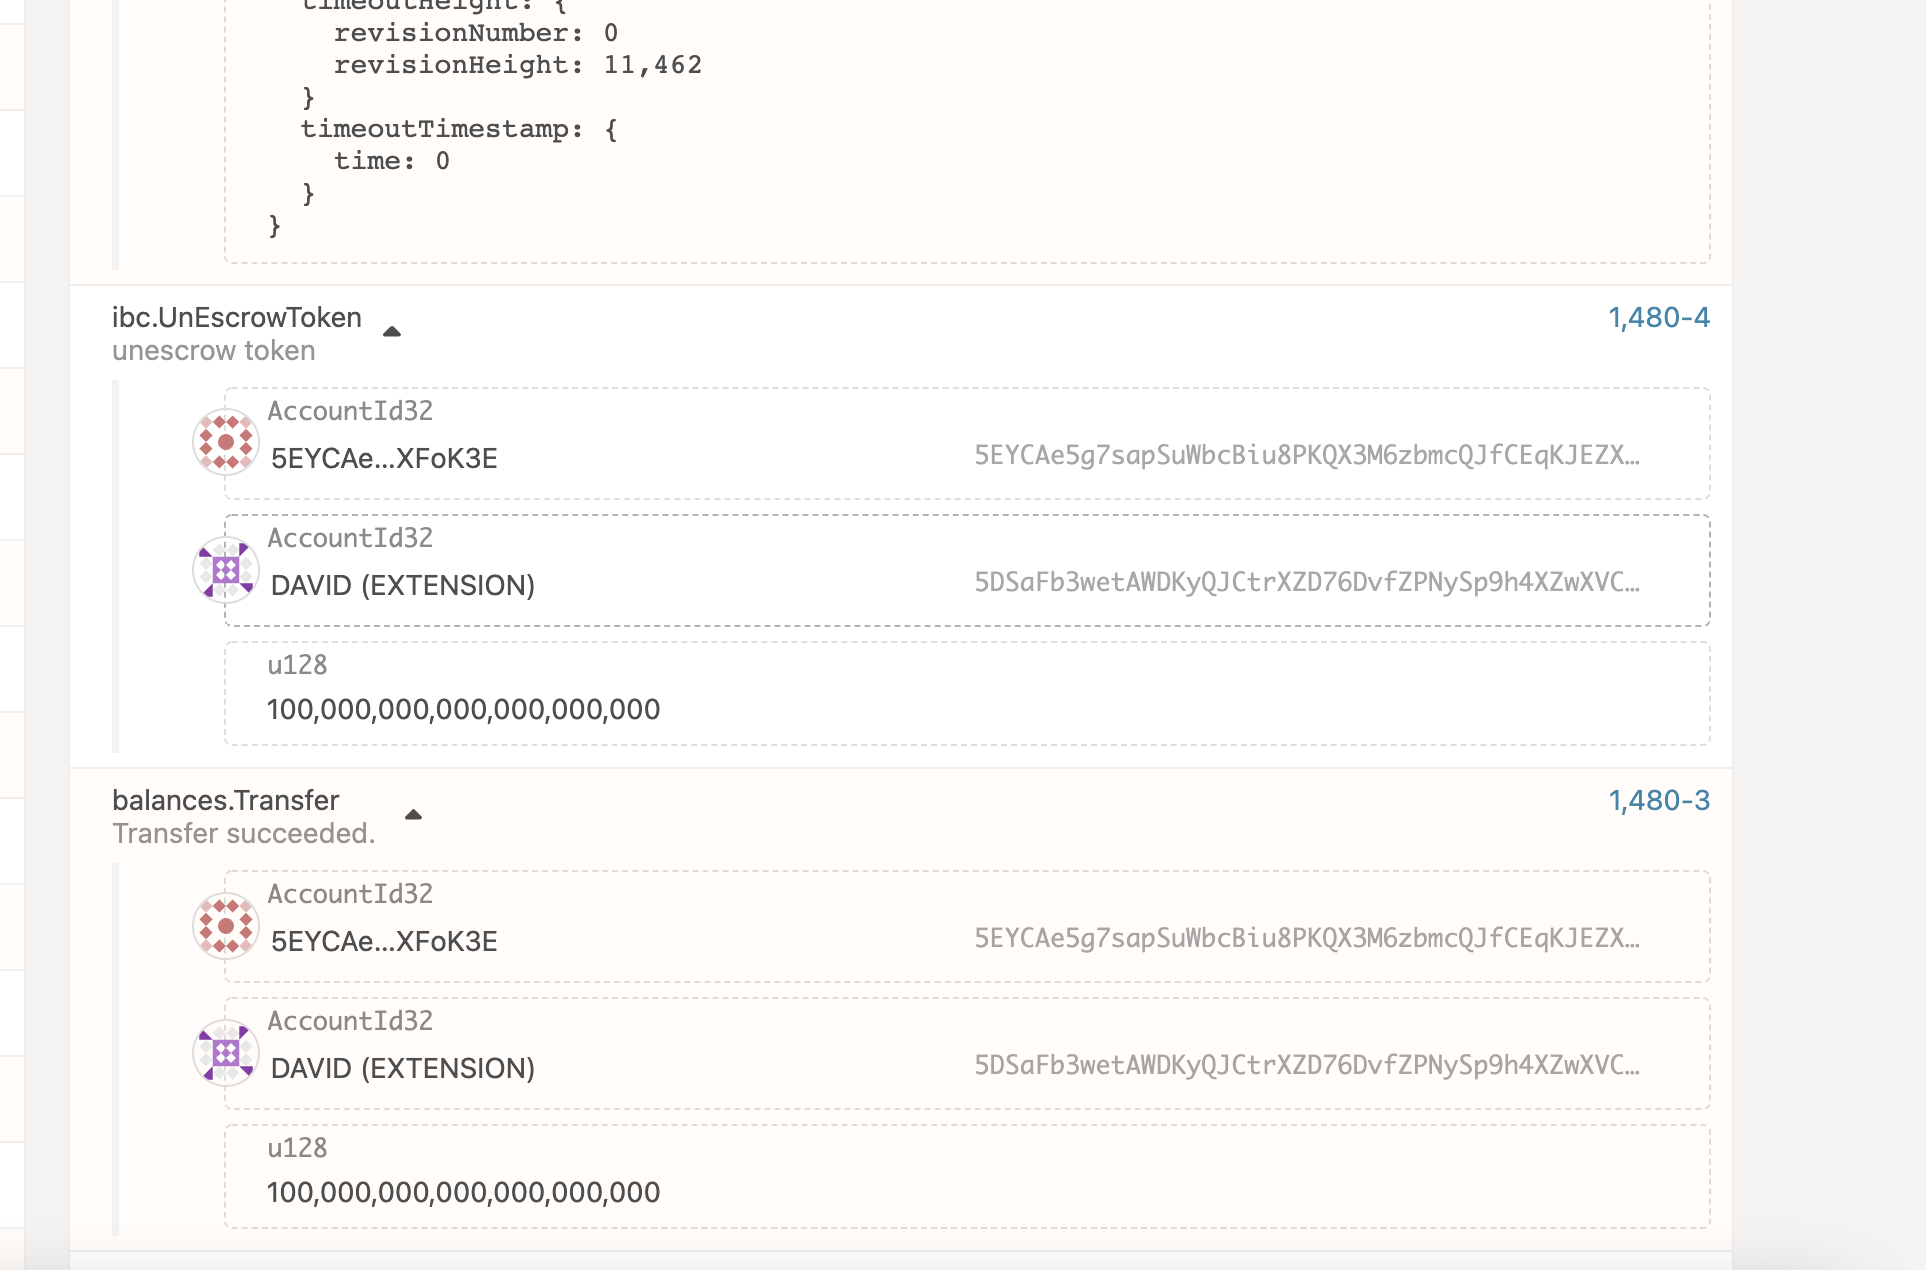 timeoutHeight: {
revisionNumber: 0
revisionHeight: 11,462
}
timeoutTimestamp: {
time: 0
}
}
ibc.UnEscrowToken
1,480-4
unescrow token
AccountId32
5EYCAe...XFoK3E
5EYCAe5g7sapSuWbcBiu8PKQX3M6zbmcQJfCEqKJEZX…
AccountId32
DAVID (EXTENSION)
5DSaFb3wetAWDKyQJCtrXZD76DvfZPNySp9h4XZwXVC…
u128
100,000,000,000,000,000,000
balances.Transfer
1,480-3
Transfer succeeded.
AccountId32
5EYCAe...XFoK3E
5EYCAe5g7sapSuWbcBiu8PKQX3M6zbmcQJfCEqKJEZX…
AccountId32
DAVID (EXTENSION)
5DSaFb3wetAWDKyQJCtrXZD76DvfZPNySp9h4XZwXVC…
u128
100,000,000,000,000,000,000